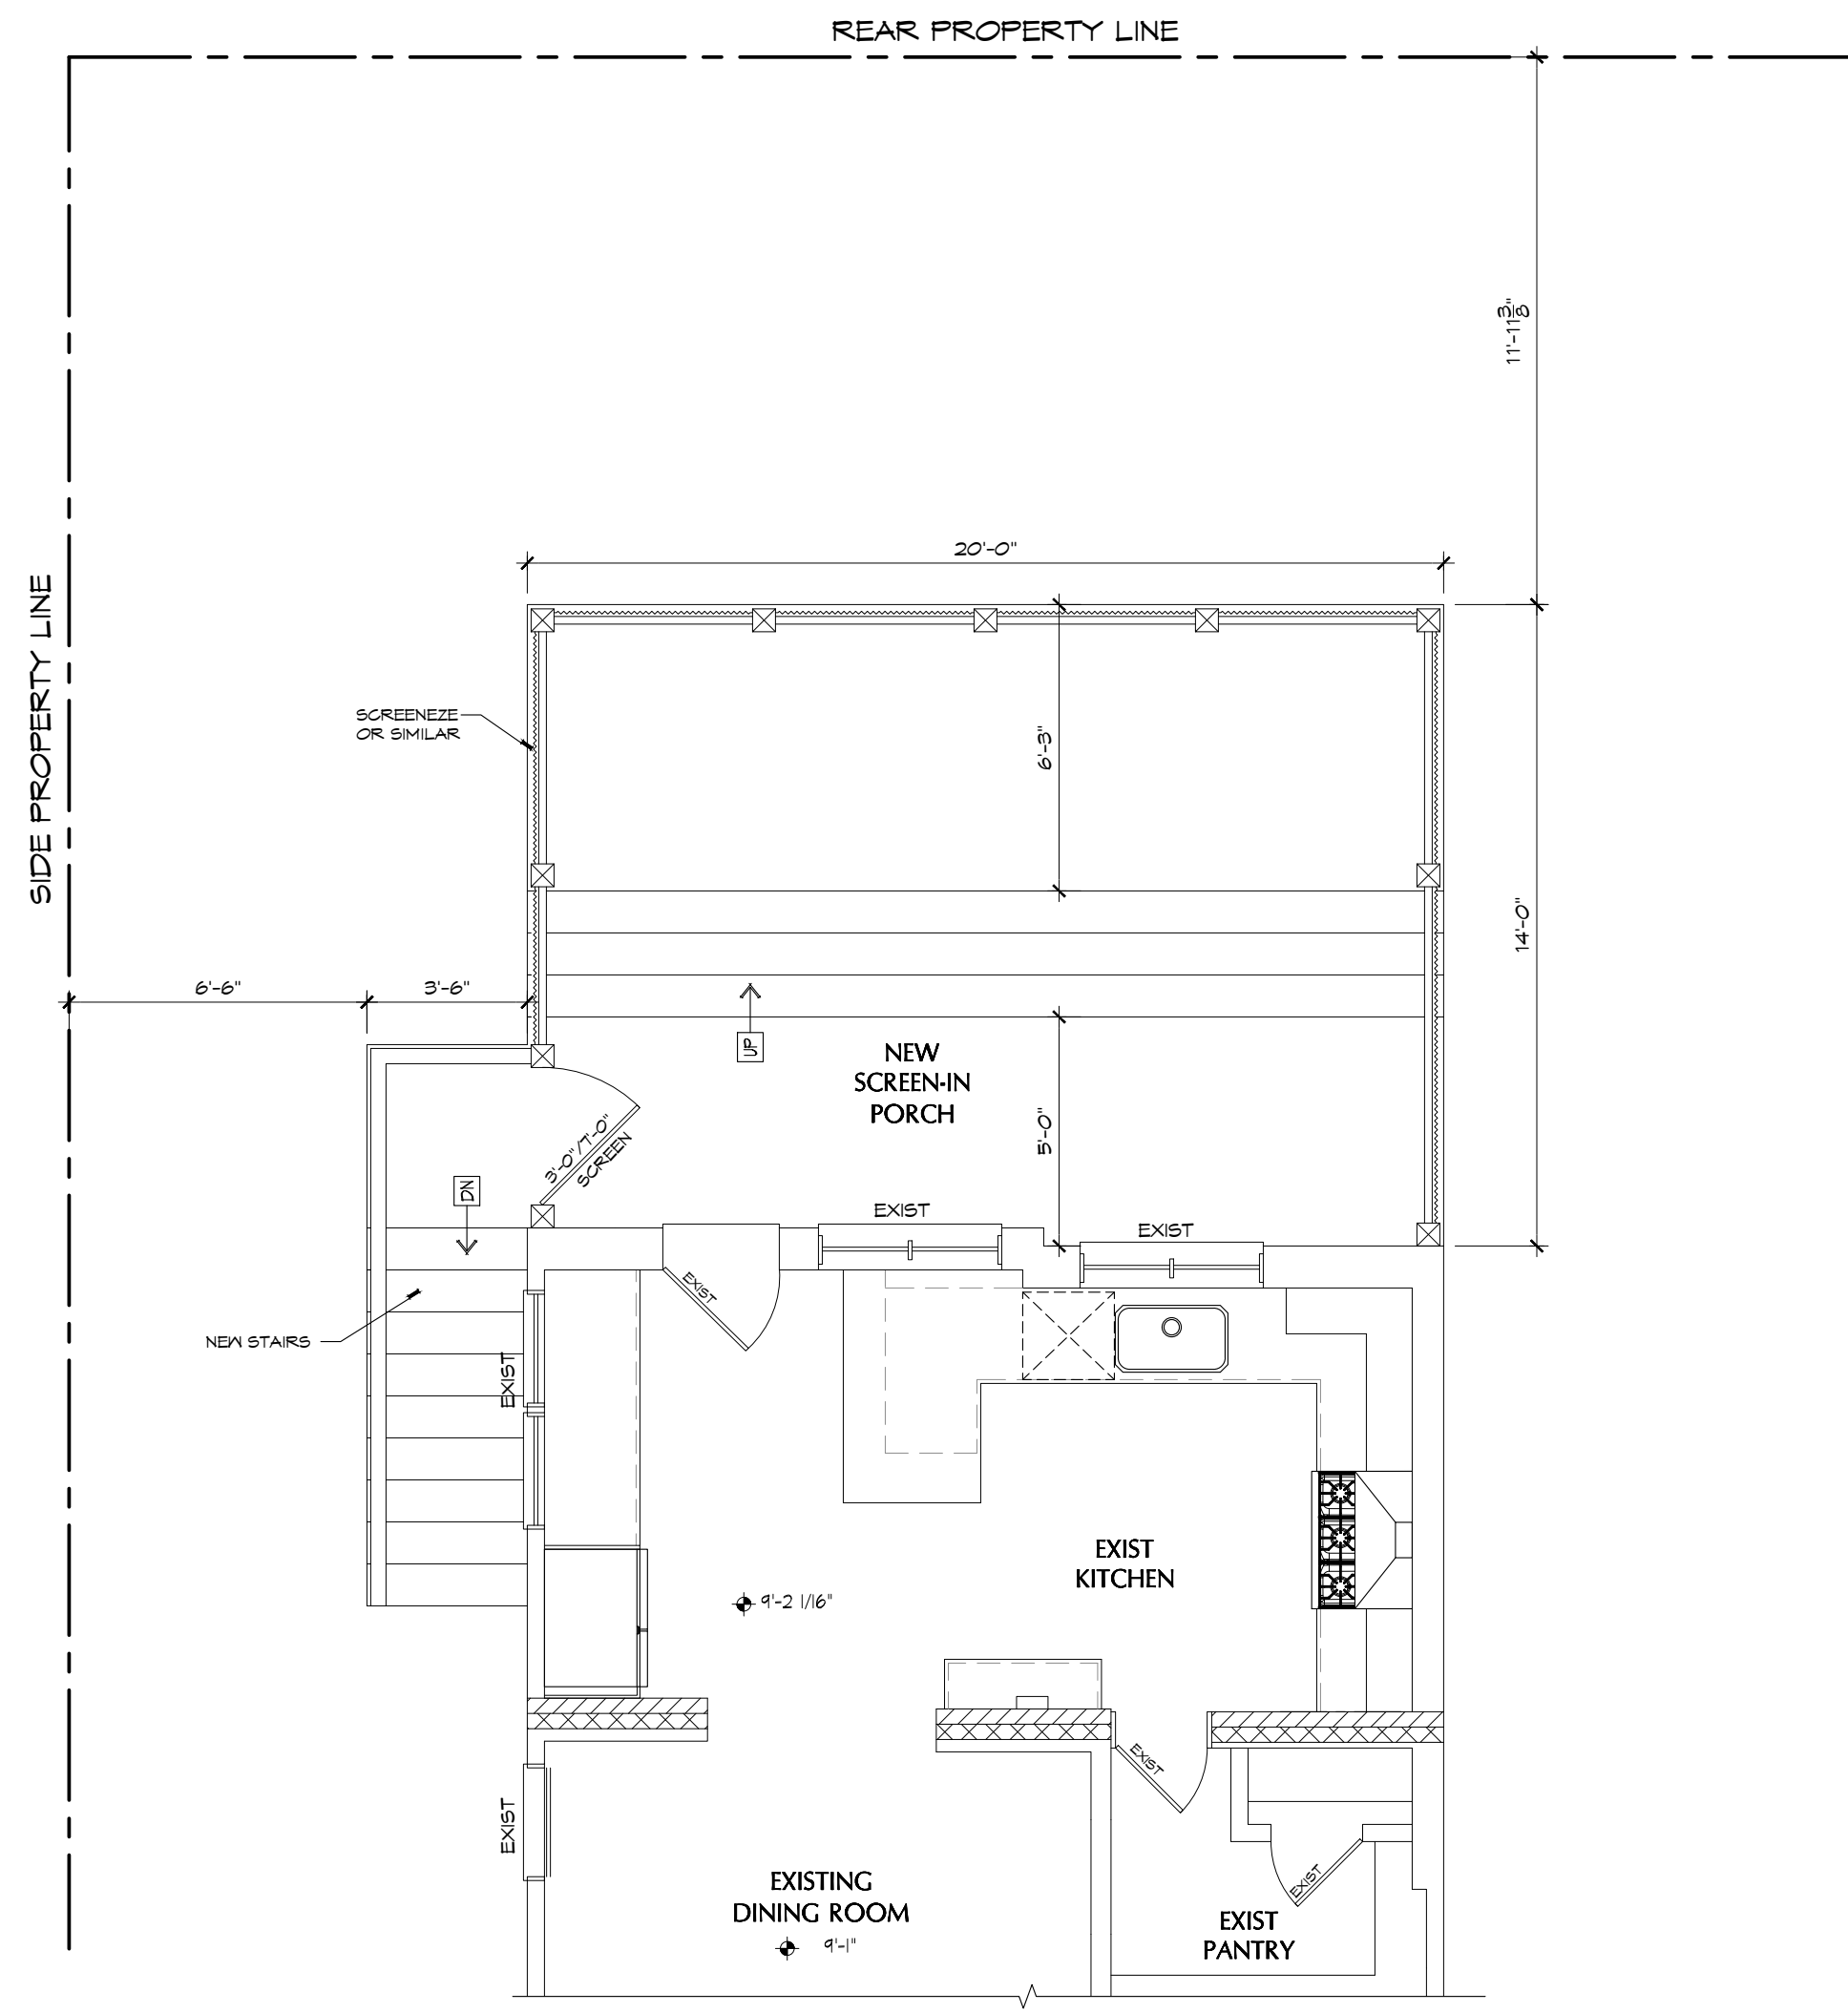 REAR PROPERTY LINE
11'-11 3/8"
20'-0"
SIDE PROPERTY LINE
SCREENEZE
OR SIMILAR
6'-3"
14'-0"
6'-6"
3'-6"
UP
NEW
SCREEN-IN
PORCH
5'-0"
3'-0"/7'-0"
SCREEN
DN
EXIST
EXIST
EXIST
NEW STAIRS
EXIST
EXIST
KITCHEN
9'-2 1/16"
EXIST
EXIST
EXISTING
DINING ROOM
9'-1"
EXIST
EXIST
PANTRY